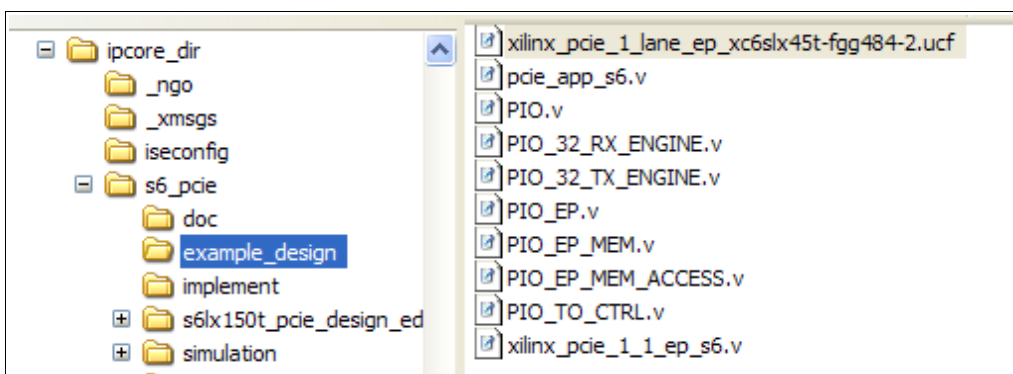 ipcore_dir
_ngo
_xmsgs
iseconfig
s6_pcie
doc
example_design
implement
s6lx150t_pcie_design_ed
simulation
xilinx_pcie_1_lane_ep_xc6slx45t-fgg484-2.ucf
pcie_app_s6.v
PIO.v
PIO_32_RX_ENGINE.v
PIO_32_TX_ENGINE.v
PIO_EP.v
PIO_EP_MEM.v
PIO_EP_MEM_ACCESS.v
PIO_TO_CTRL.v
xilinx_pcie_1_1_ep_s6.v